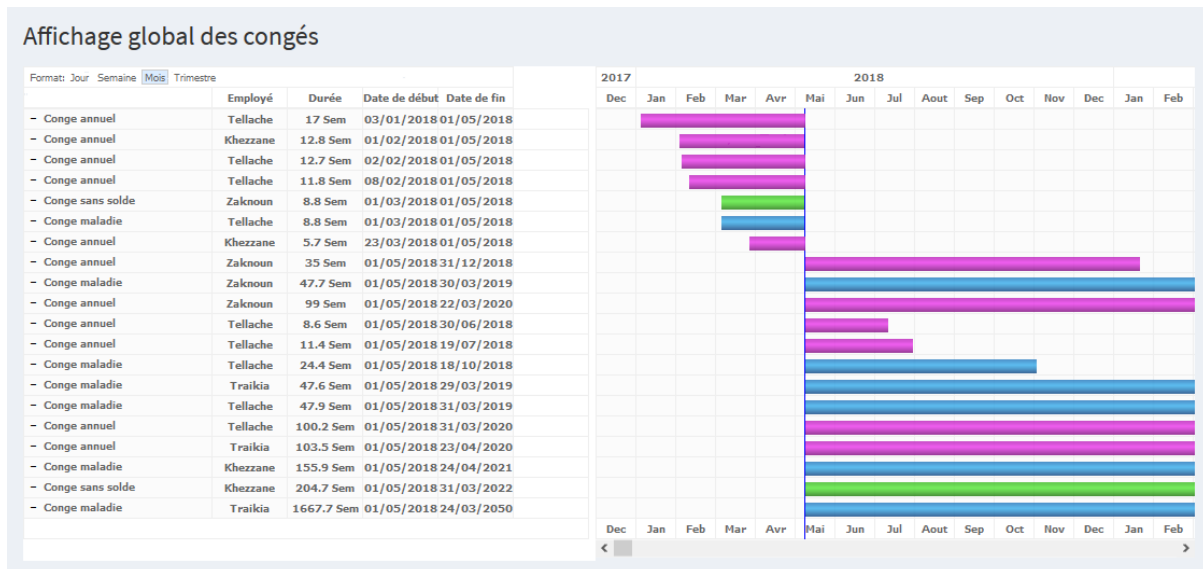 Affichage global des congés
Format: Jour Semaine Mois Trimestre
2017 2018
Employé Durée Date de début Date de fin Dec Jan Feb Mar Avr Mai Jun Jul Aout Sep Oct Nov Dec Jan Feb
- Conge annuel Tellache 17 Sem 03/01/2018 01/05/2018
- Conge annuel Khezzane 12.8 Sem 01/02/2018 01/05/2018
- Conge annuel Tellache 12.7 Sem 02/02/2018 01/05/2018
- Conge annuel Tellache 11.8 Sem 08/02/2018 01/05/2018
- Conge sans solde Zaknoun 8.8 Sem 01/03/2018 01/05/2018
- Conge maladie Tellache 8.8 Sem 01/03/2018 01/05/2018
- Conge annuel Khezzane 5.7 Sem 23/03/2018 01/05/2018
- Conge annuel Zaknoun 35 Sem 01/05/2018 31/12/2018
- Conge maladie Zaknoun 47.7 Sem 01/05/2018 30/03/2019
- Conge annuel Zaknoun 99 Sem 01/05/2018 22/03/2020
- Conge annuel Tellache 8.6 Sem 01/05/2018 30/06/2018
- Conge annuel Tellache 11.4 Sem 01/05/2018 19/07/2018
- Conge maladie Tellache 24.4 Sem 01/05/2018 18/10/2018
- Conge maladie Traikia 47.6 Sem 01/05/2018 29/03/2019
- Conge maladie Tellache 47.9 Sem 01/05/2018 31/03/2019
- Conge annuel Tellache 100.2 Sem 01/05/2018 31/03/2020
- Conge annuel Traikia 103.5 Sem 01/05/2018 23/04/2020
- Conge maladie Khezzane 155.9 Sem 01/05/2018 24/04/2021
- Conge sans solde Khezzane 204.7 Sem 01/05/2018 31/03/2022
- Conge maladie Traikia 1667.7 Sem 01/05/2018 24/03/2050
Dec Jan Feb Mar Avr Mai Jun Jul Aout Sep Oct Nov Dec Jan Feb